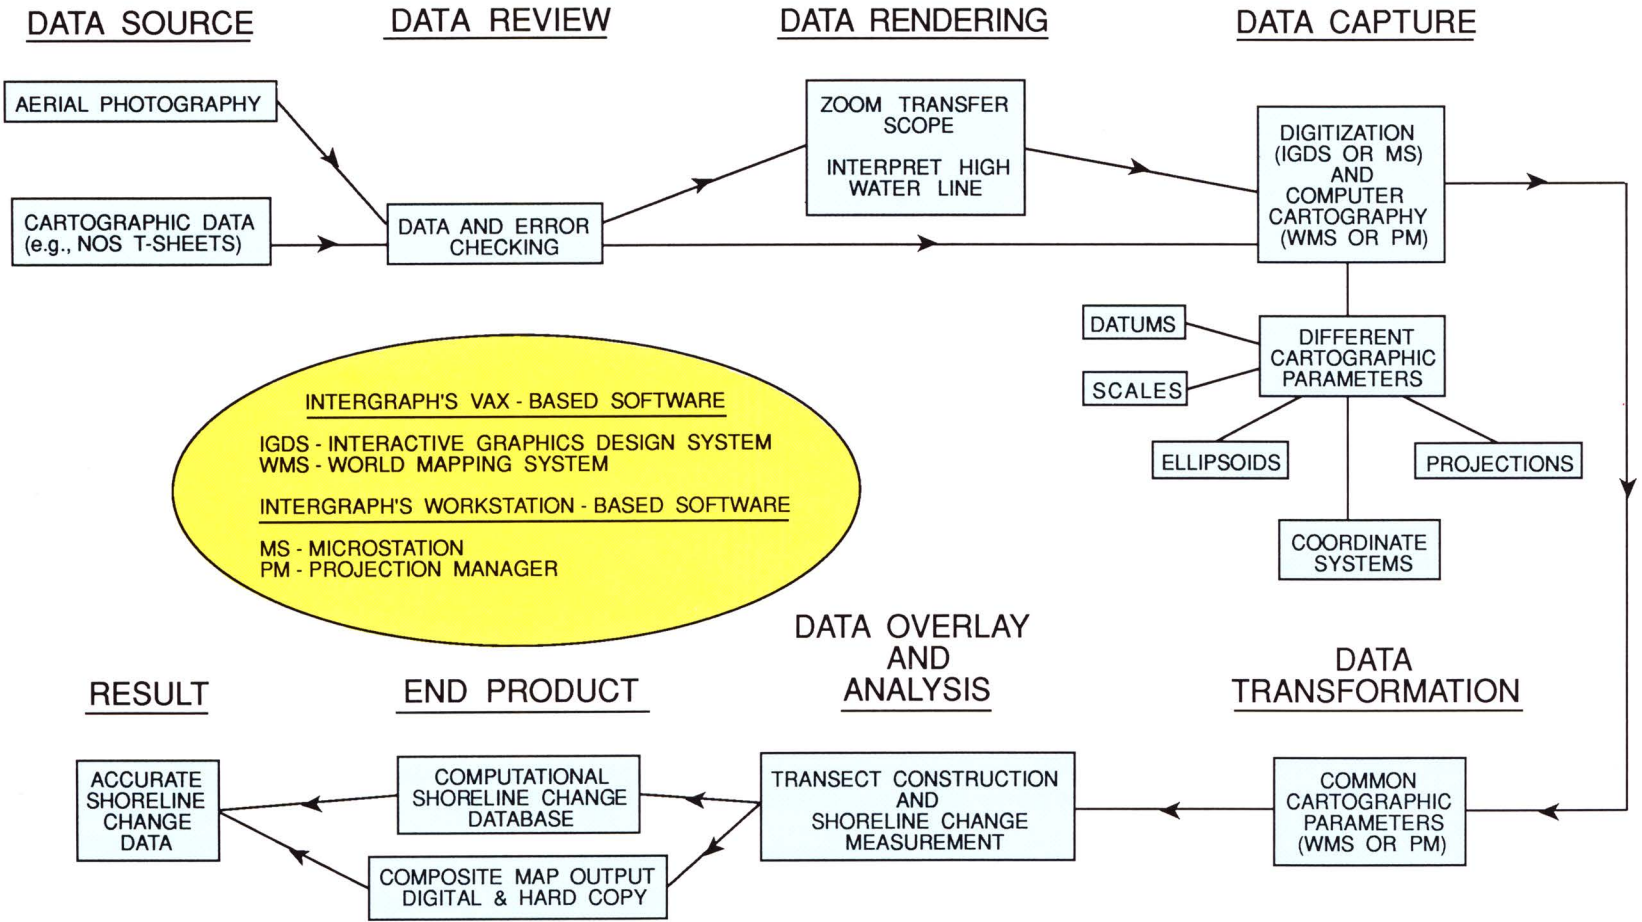 DATA SOURCE
DATA REVIEW
DATA RENDERING
DATA CAPTURE
AERIAL PHOTOGRAPHY
CARTOGRAPHIC DATA
(e.g., NOS T-SHEETS)
DATA AND ERROR
CHECKING
ZOOM TRANSFER
SCOPE
INTERPRET HIGH
WATER LINE
DIGITIZATION
(IGDS OR MS)
AND
COMPUTER
CARTOGRAPHY
(WMS OR PM)
DATUMS
SCALES
DIFFERENT
CARTOGRAPHIC
PARAMETERS
ELLIPSOIDS
PROJECTIONS
COORDINATE
SYSTEMS
INTERGRAPH'S VAX - BASED SOFTWARE
IGDS - INTERACTIVE GRAPHICS DESIGN SYSTEM
WMS - WORLD MAPPING SYSTEM
INTERGRAPH'S WORKSTATION - BASED SOFTWARE
MS - MICROSTATION
PM - PROJECTION MANAGER
RESULT
END PRODUCT
DATA OVERLAY
AND
ANALYSIS
DATA
TRANSFORMATION
ACCURATE
SHORELINE
CHANGE
DATA
COMPUTATIONAL
SHORELINE CHANGE
DATABASE
COMPOSITE MAP OUTPUT
DIGITAL & HARD COPY
TRANSECT CONSTRUCTION
AND
SHORELINE CHANGE
MEASUREMENT
COMMON
CARTOGRAPHIC
PARAMETERS
(WMS OR PM)